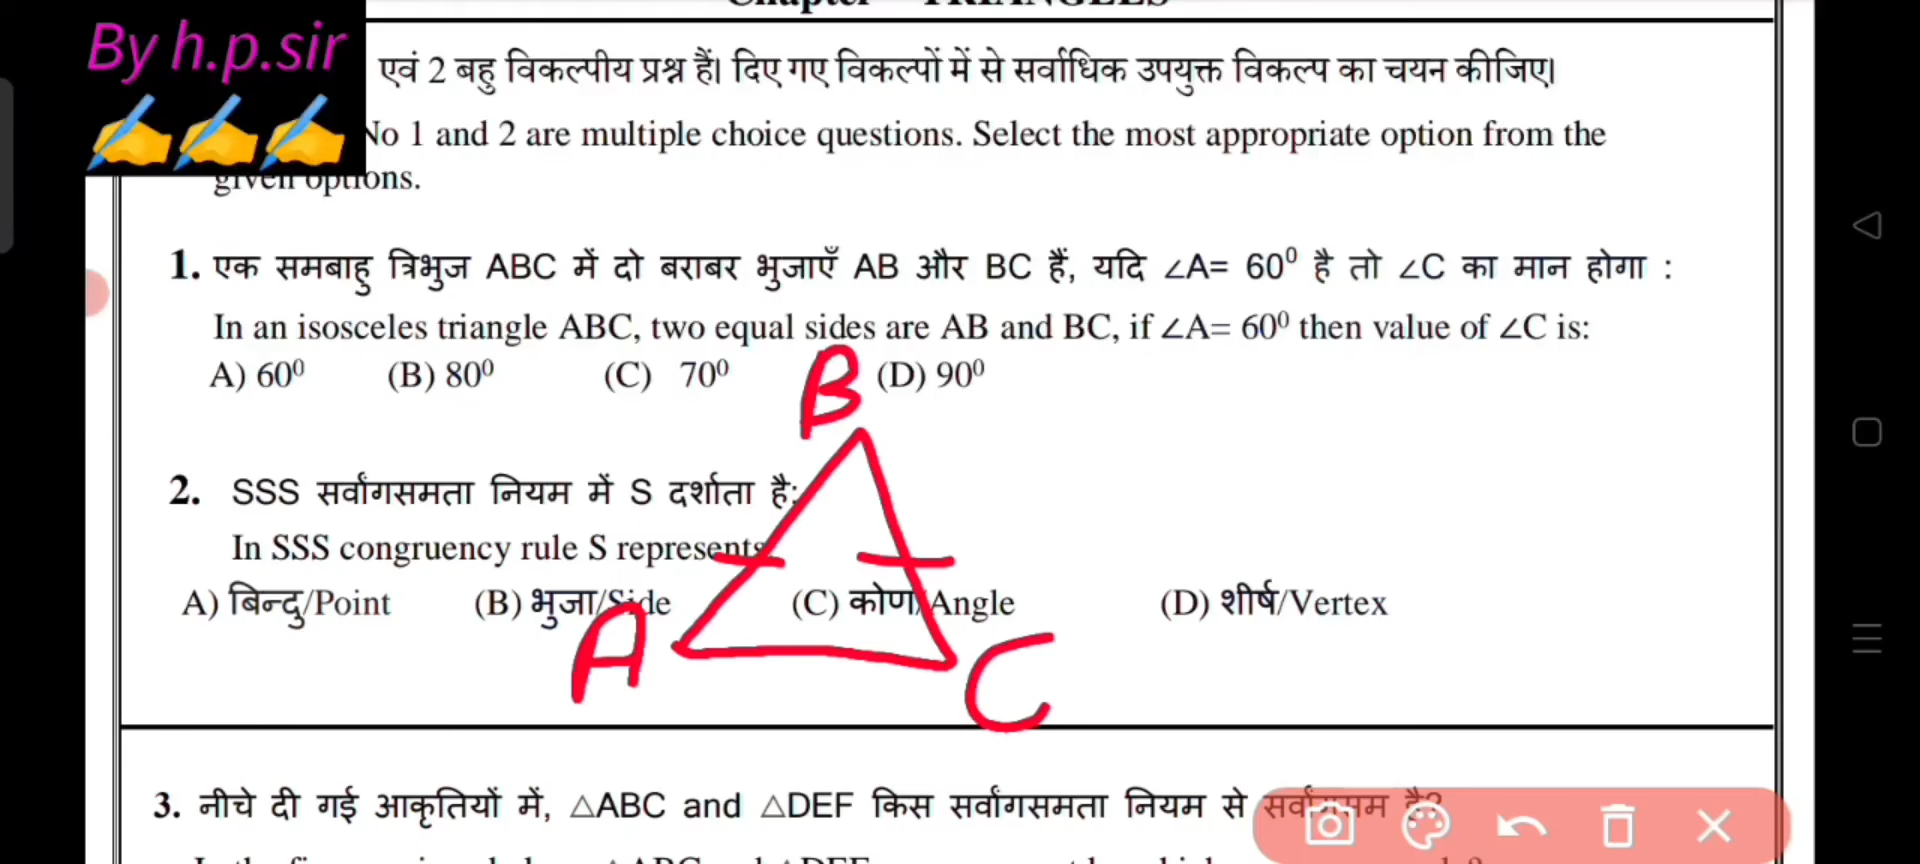 By h.p.sir
एवं 2 बहु विकल्पीय प्रश्न हैं। दिए गए विकल्पों में से सर्वाधिक उपयुक्त विकल्प का चयन कीजिए।
No 1 and 2 are multiple choice questions. Select the most appropriate option from the
given options.
1. एक समबाहु त्रिभुज ABC में दो बराबर भुजाएँ AB और BC हैं, यदि ∠A= 60⁰ है तो ∠C का मान होगा :
In an isosceles triangle ABC, two equal sides are AB and BC, if ∠A= 60⁰ then value of ∠C is:
A) 60⁰ (B) 80⁰ (C) 70⁰ (D) 90⁰
B
2. SSS सर्वांगसमता नियम में S दर्शाता है:
In SSS congruency rule S represents
A) बिन्दु/Point (B) भुजा/Side (C) कोण/Angle (D) शीर्ष/Vertex
A
C
3. नीचे दी गई आकृतियों में, △ABC and △DEF किस सर्वांगसमता नियम से सर्वांगसम है?